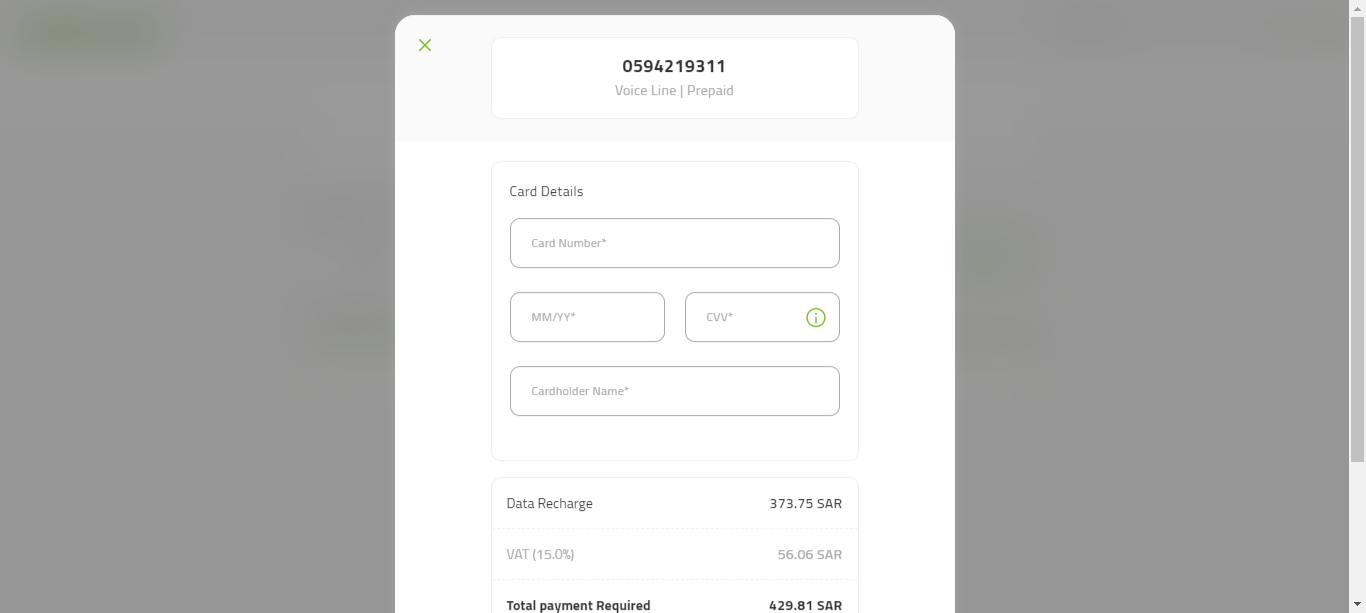 0594219311
Voice Line | Prepaid
Card Details
Card Number*
MM/YY*
CVV*
Cardholder Name*
Data Recharge 373.75 SAR
VAT (15.0%) 56.06 SAR
Total payment Required 429.81 SAR